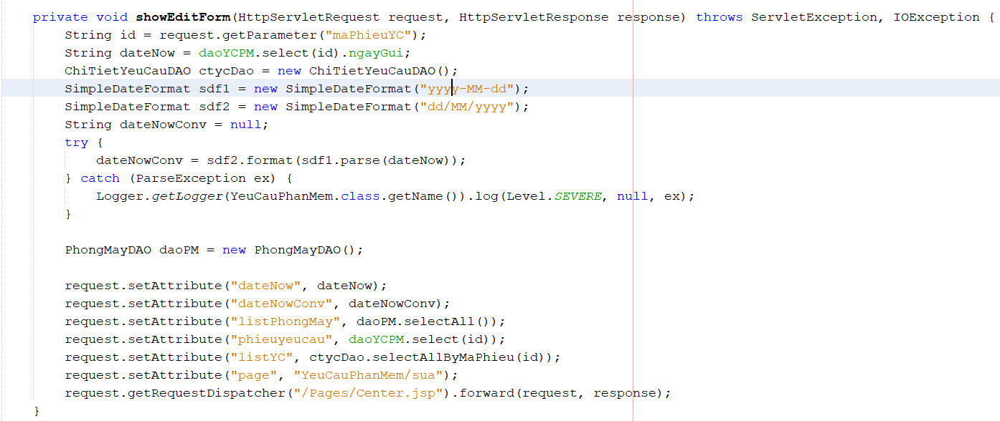 private void showEditForm(HttpServletRequest request, HttpServletResponse response) throws ServletException, IOException {
String id = request.getParameter("maPhieuYC");
String dateNow = daoYCPM.select(id).ngayGui;
ChiTietYeuCauDAO ctycDao = new ChiTietYeuCauDAO();
SimpleDateFormat sdf1 = new SimpleDateFormat("yyyy-MM-dd");
SimpleDateFormat sdf2 = new SimpleDateFormat("dd/MM/yyyy");
String dateNowConv = null;
try {
dateNowConv = sdf2.format(sdf1.parse(dateNow));
} catch (ParseException ex) {
Logger.getLogger(YeuCauPhanMem.class.getName()).log(Level.SEVERE, null, ex);
}
PhongMayDAO daoPM = new PhongMayDAO();
request.setAttribute("dateNow", dateNow);
request.setAttribute("dateNowConv", dateNowConv);
request.setAttribute("listPhongMay", daoPM.selectAll());
request.setAttribute("phieuyeucau", daoYCPM.select(id));
request.setAttribute("listYC", ctycDao.selectAllByMaPhieu(id));
request.setAttribute("page", "YeuCauPhanMem/sua");
request.getRequestDispatcher("/Pages/Center.jsp").forward(request, response);
}